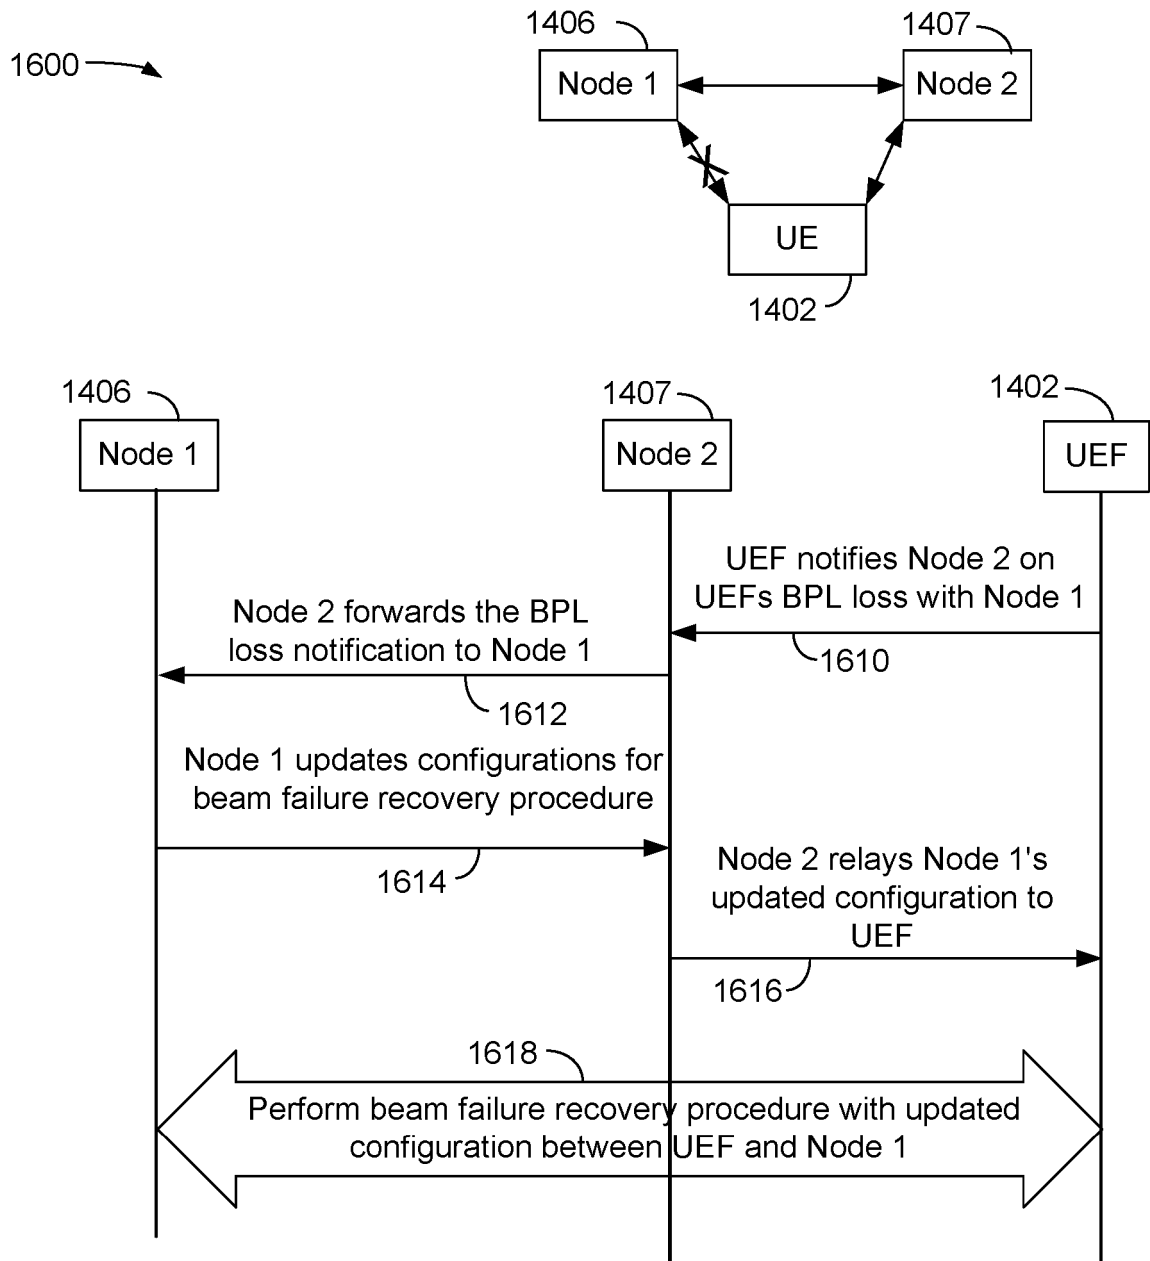 1406
1407
1600
Node 1
Node 2
UE
1402
1406
1407
1402
Node 1
Node 2
UEF
UEF notifies Node 2 on
UEFs BPL loss with Node 1
1610
Node 2 forwards the BPL
loss notification to Node 1
1612
Node 1 updates configurations for
beam failure recovery procedure
1614
Node 2 relays Node 1's
updated configuration to
UEF
1616
1618
Perform beam failure recovery procedure with updated
configuration between UEF and Node 1